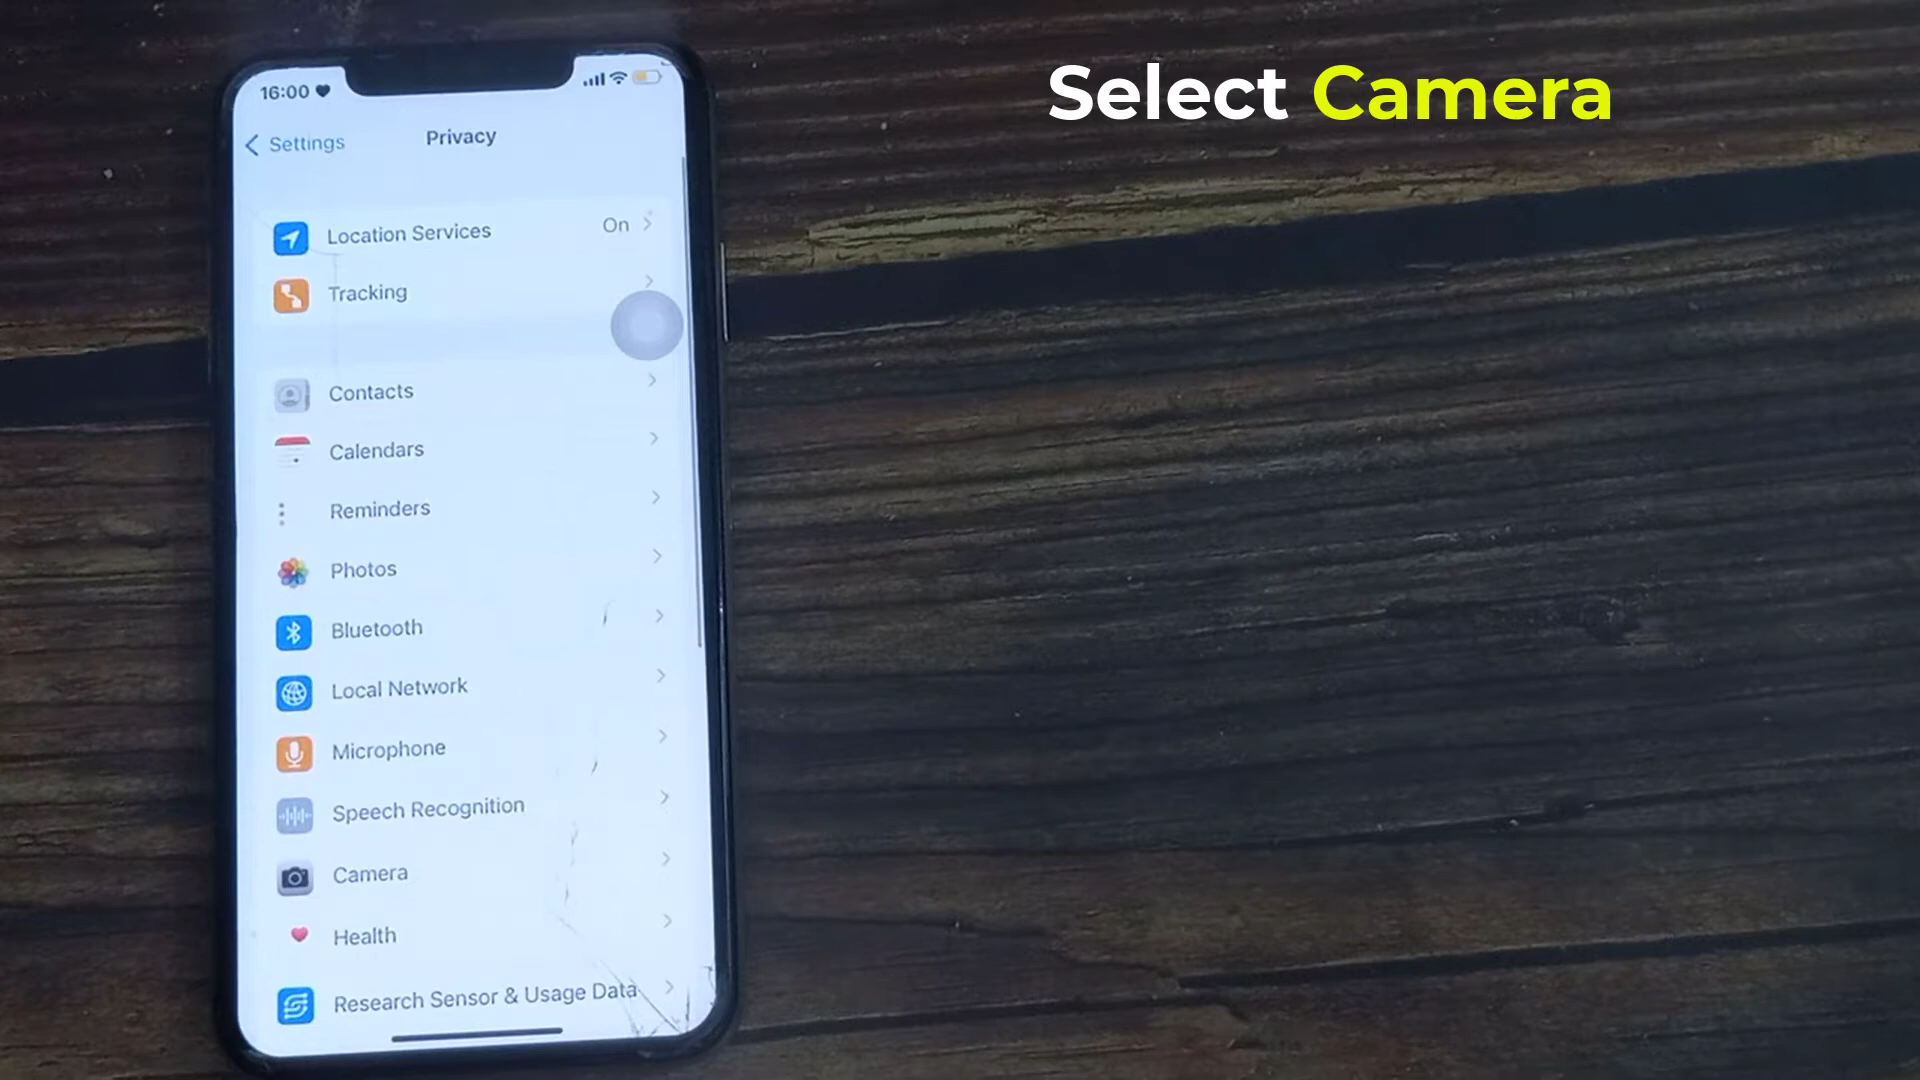 Select Camera
16:00
Settings
Privacy
Location Services On
Tracking
Contacts
Calendars
Reminders
Photos
Bluetooth
Local Network
Microphone
Speech Recognition
Camera
Health
Research Sensor & Usage Data